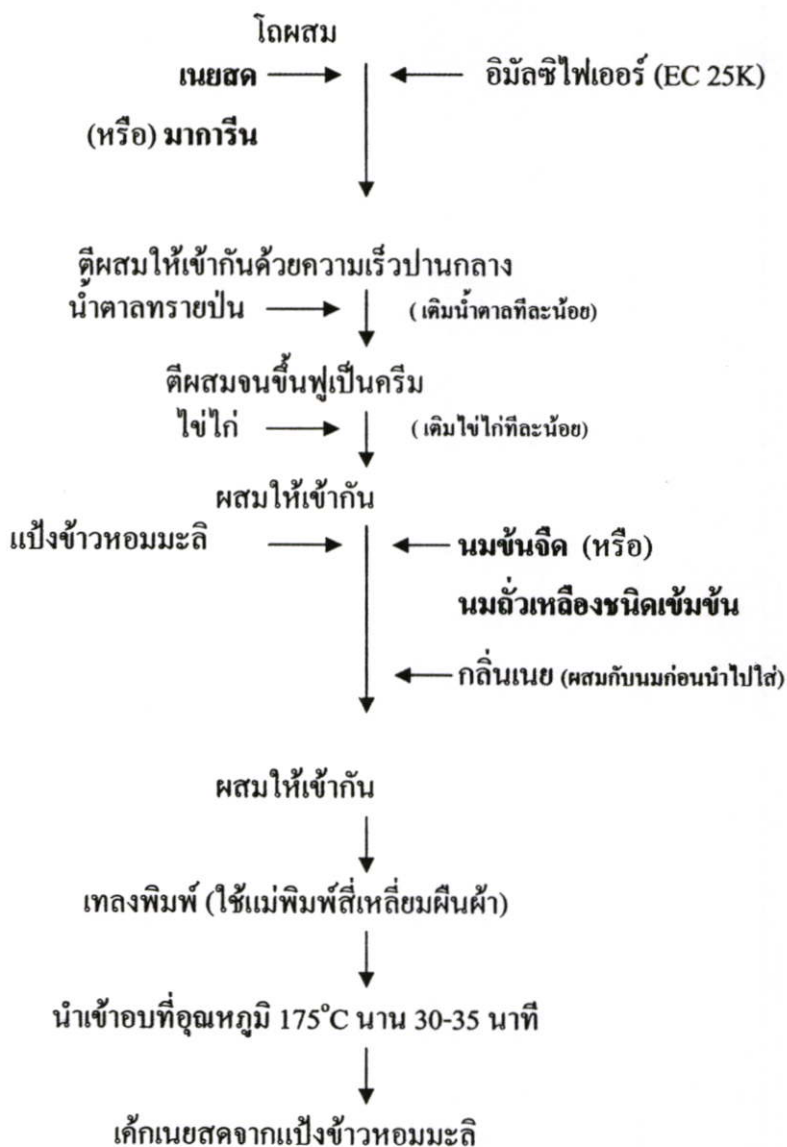 โถผสม
เนยสด อิมัลซิไฟเออร์ (EC 25K)
(หรือ) มาการีน
ตีผสมให้เข้ากันด้วยความเร็วปานกลาง
น้ำตาลทรายป่น ( เติมน้ำตาลทีละน้อย)
ตีผสมจนขึ้นฟูเป็นครีม
ไข่ไก่ ( เติมไข่ไก่ทีละน้อย)
ผสมให้เข้ากัน
แป้งข้าวหอมมะลิ นมข้นจืด (หรือ)
นมถั่วเหลืองชนิดเข้มข้น
กลิ่นเนย (ผสมกับนมก่อนนำไปใส่)
ผสมให้เข้ากัน
เทลงพิมพ์ (ใช้แม่พิมพ์สี่เหลี่ยมผืนผ้า)
นำเข้าอบที่อุณหภูมิ 175°C นาน 30-35 นาที
เค้กเนยสดจากแป้งข้าวหอมมะลิ